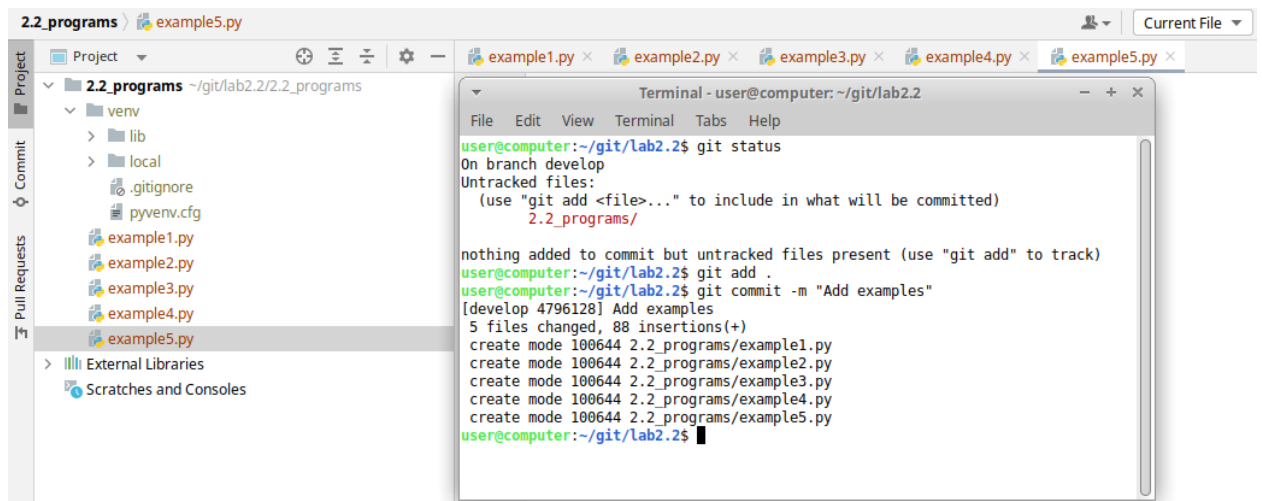 2.2_programs example5.py Current File
Project example1.py example2.py example3.py example4.py example5.py
Project
Commit
Pull Requests
2.2_programs ~/git/lab2.2/2.2_programs
venv
lib
local
.gitignore
pyvenv.cfg
example1.py
example2.py
example3.py
example4.py
example5.py
External Libraries
Scratches and Consoles
Terminal - user@computer: ~/git/lab2.2
File Edit View Terminal Tabs Help
user@computer:~/git/lab2.2$ git status
On branch develop
Untracked files:
  (use "git add <file>..." to include in what will be committed)
        2.2_programs/
nothing added to commit but untracked files present (use "git add" to track)
user@computer:~/git/lab2.2$ git add .
user@computer:~/git/lab2.2$ git commit -m "Add examples"
[develop 4796128] Add examples
 5 files changed, 88 insertions(+)
 create mode 100644 2.2_programs/example1.py
 create mode 100644 2.2_programs/example2.py
 create mode 100644 2.2_programs/example3.py
 create mode 100644 2.2_programs/example4.py
 create mode 100644 2.2_programs/example5.py
user@computer:~/git/lab2.2$